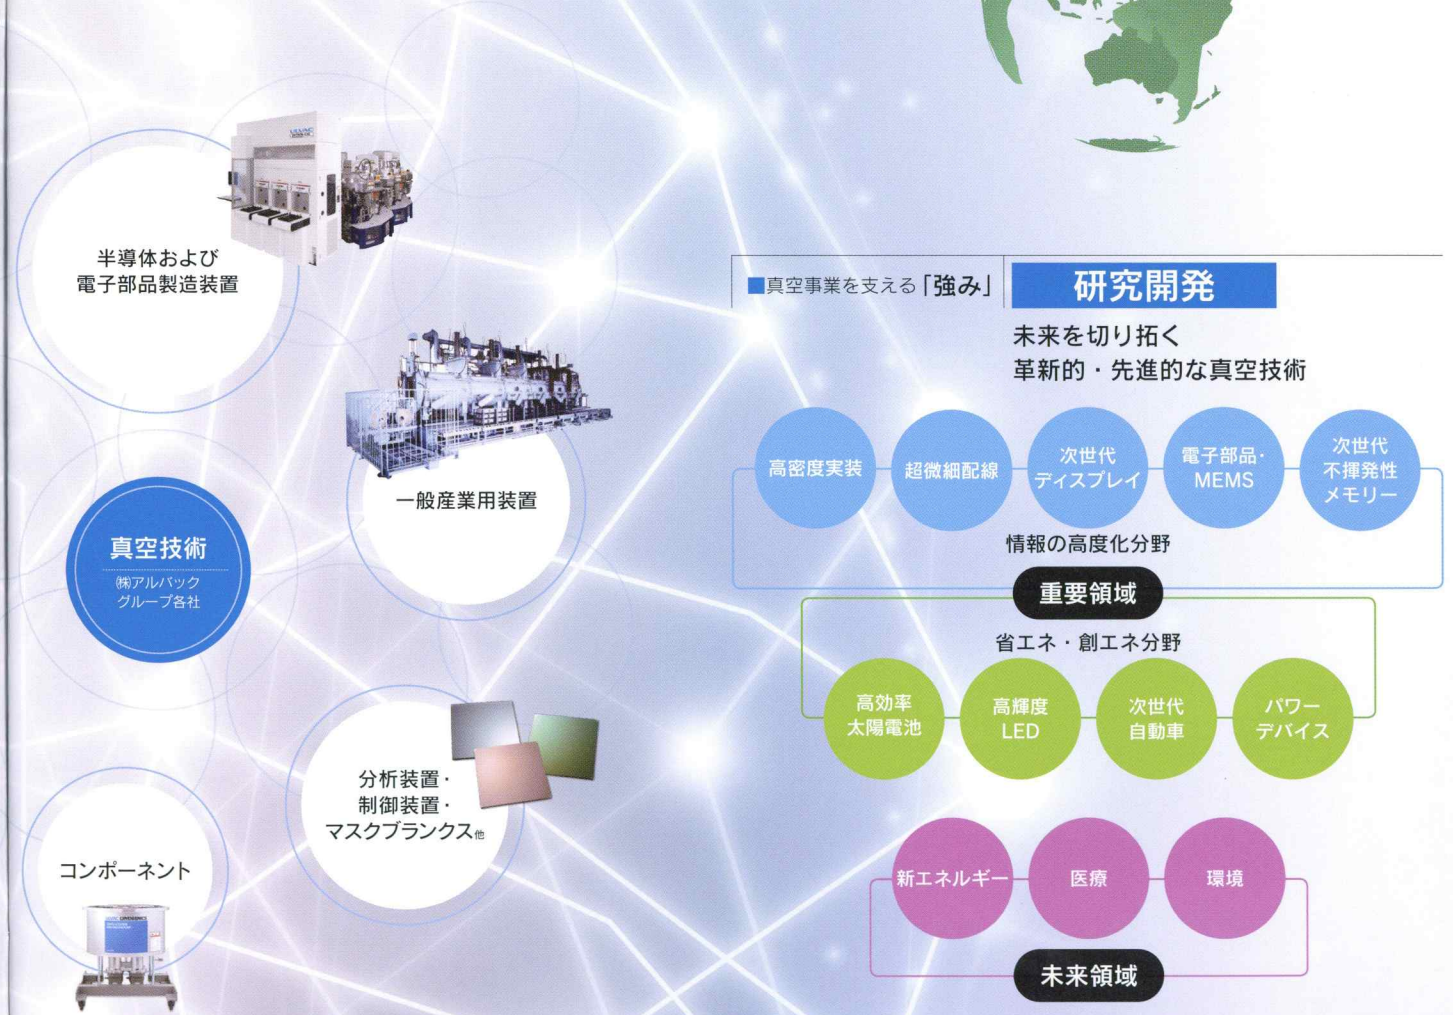 半導体および
電子部品製造装置
ULVAC
一般産業用装置
真空技術
㈱アルバック
グループ各社
分析装置・
制御装置・
マスクブランクス他
コンポーネント
■真空事業を支える「強み」
研究開発
未来を切り拓く
革新的・先進的な真空技術
高密度実装
超微細配線
次世代
ディスプレイ
電子部品・
MEMS
次世代
不揮発性
メモリー
情報の高度化分野
重要領域
省エネ・創エネ分野
高効率
太陽電池
高輝度
LED
次世代
自動車
パワー
デバイス
新エネルギー
医療
環境
未来領域